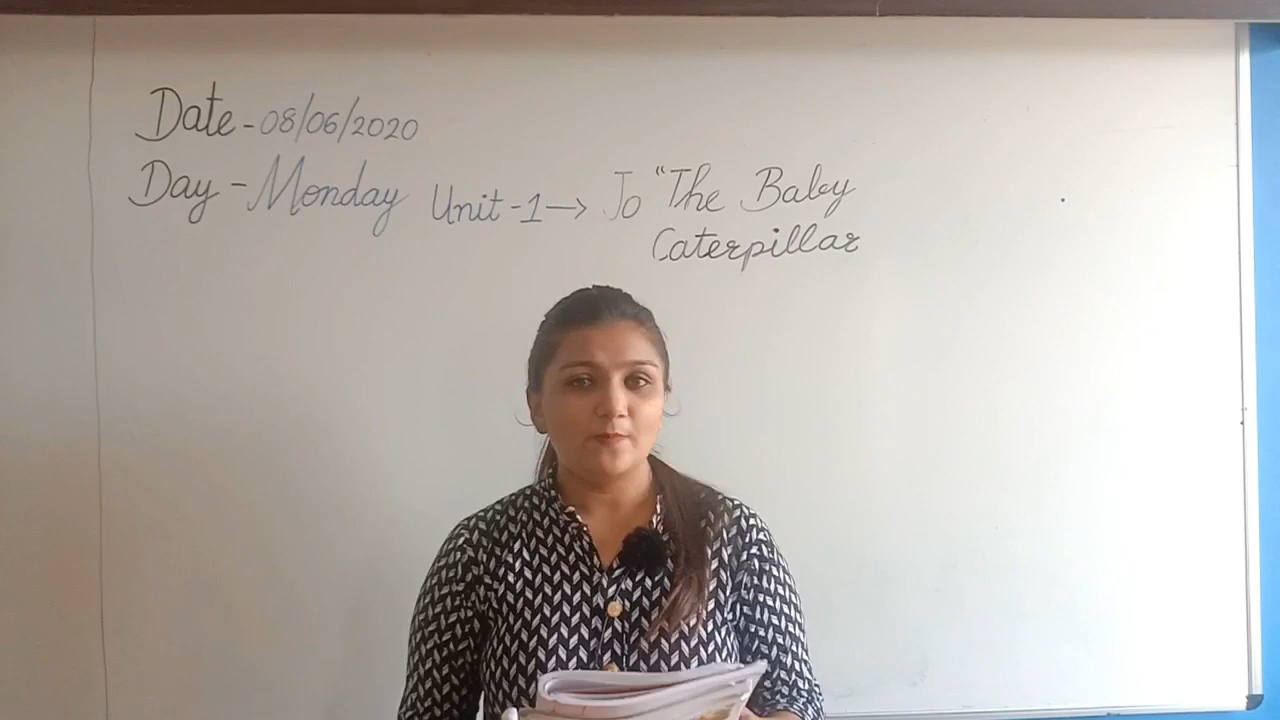 Date - 08/06/2020
Day - Monday Unit - 1 → Jo "The Baby
Caterpillar